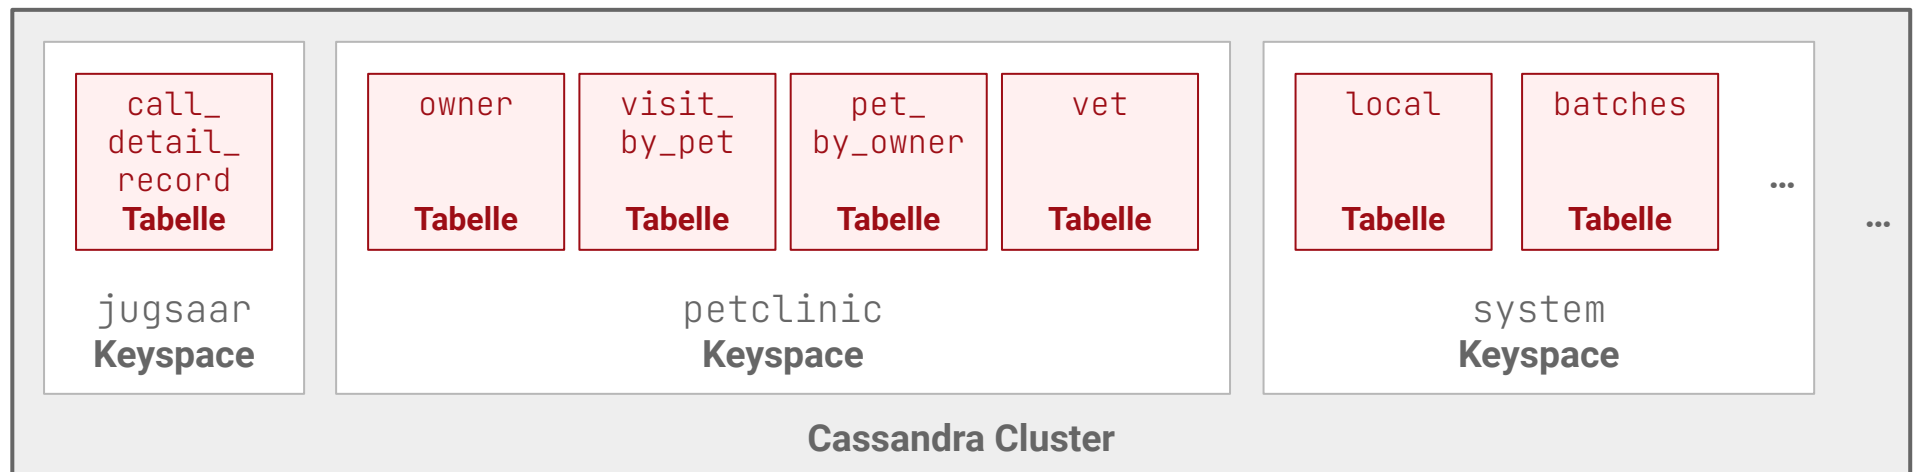 call_
detail_
record
Tabelle
owner
Tabelle
visit_
by_pet
Tabelle
pet_
by_owner
Tabelle
vet
Tabelle
local
Tabelle
batches
Tabelle
...
...
jugsaar
Keyspace
petclinic
Keyspace
system
Keyspace
Cassandra Cluster